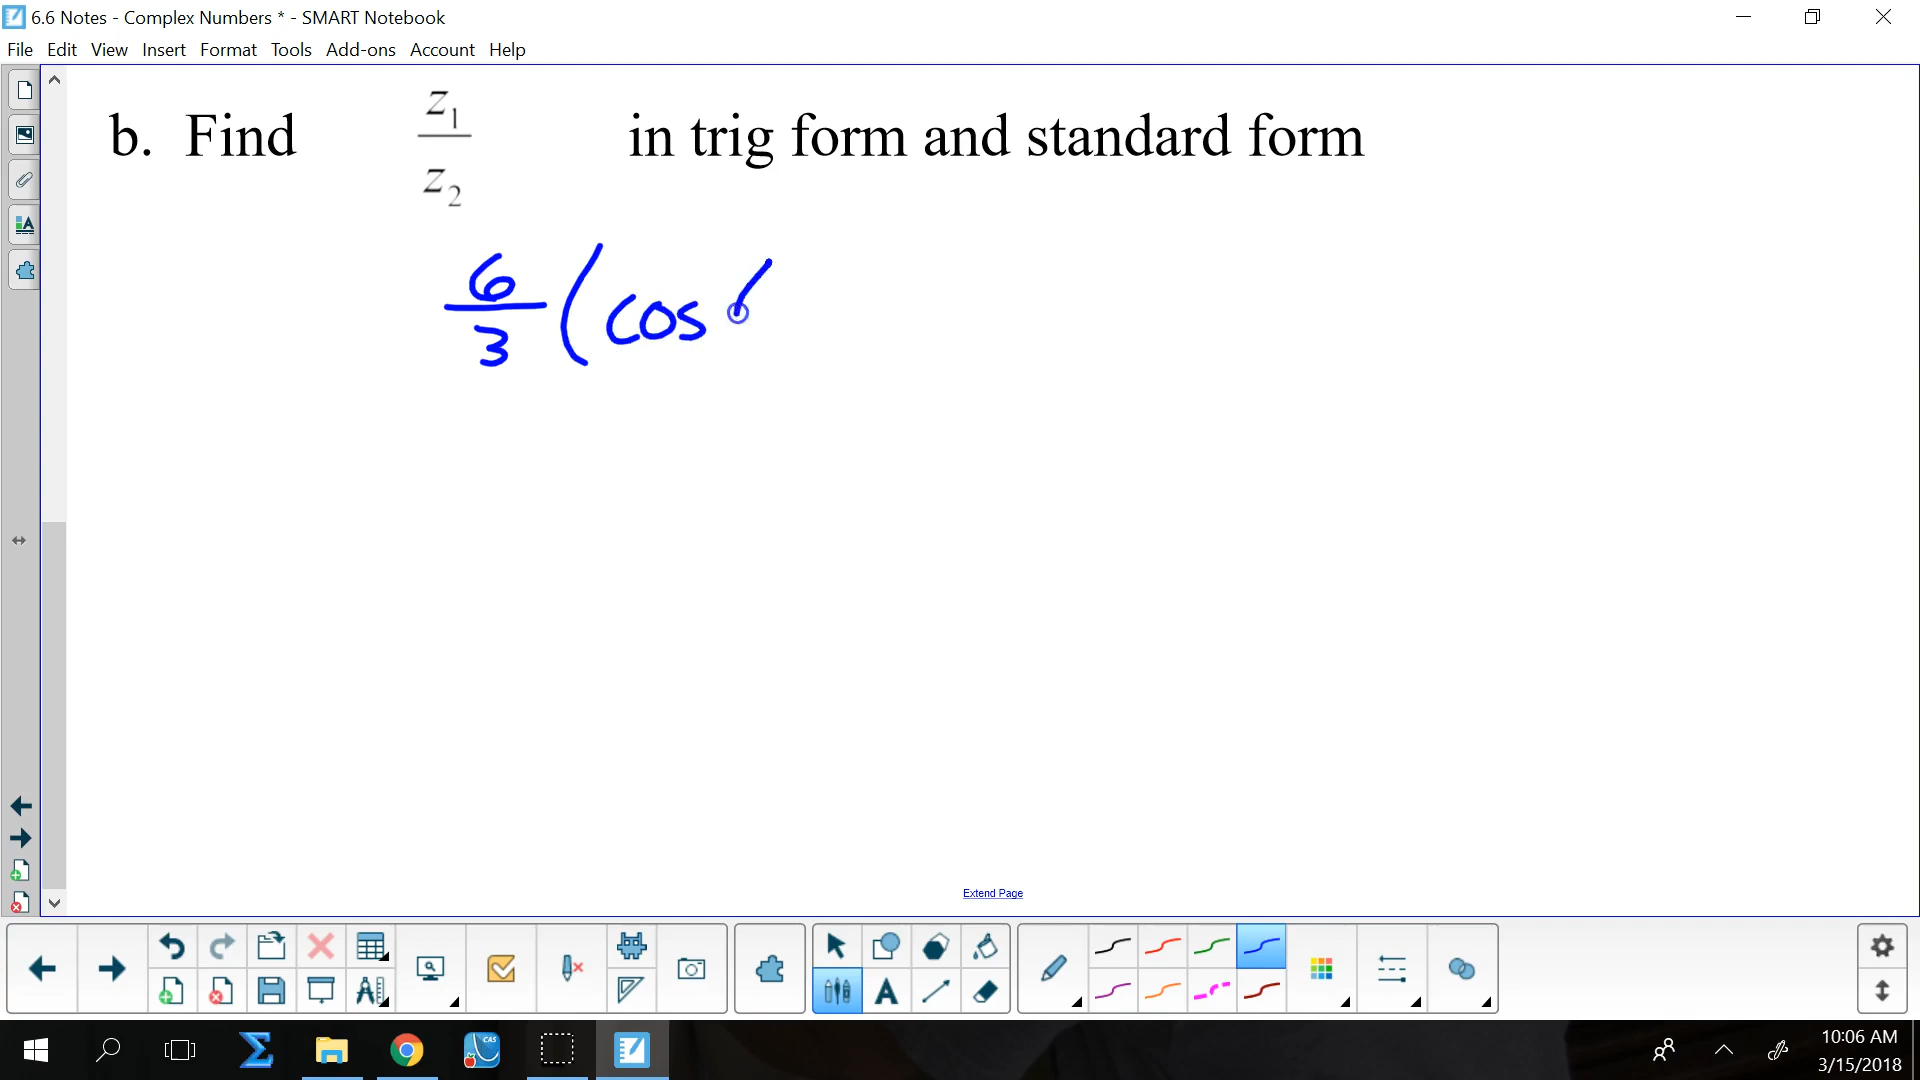 6.6 Notes - Complex Numbers * - SMART Notebook
File Edit View Insert Format Tools Add-ons Account Help
b. Find z₁/z₂ in trig form and standard form
6/3 (cos (
Extend Page
CAS
10:06 AM
3/15/2018